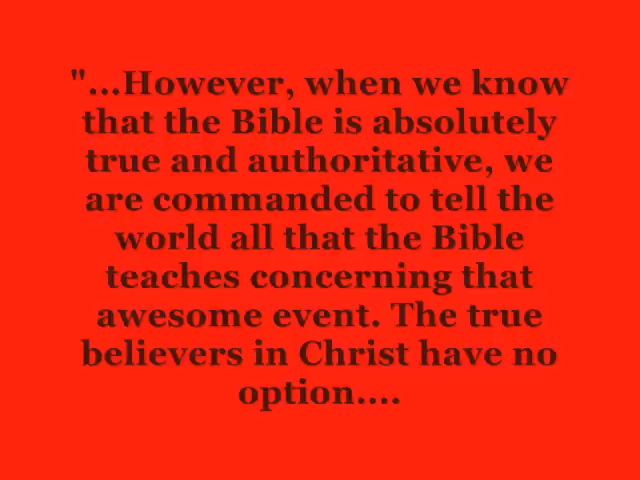 "...However, when we know
that the Bible is absolutely
true and authoritative, we
are commanded to tell the
world all that the Bible
teaches concerning that
awesome event. The true
believers in Christ have no
option....